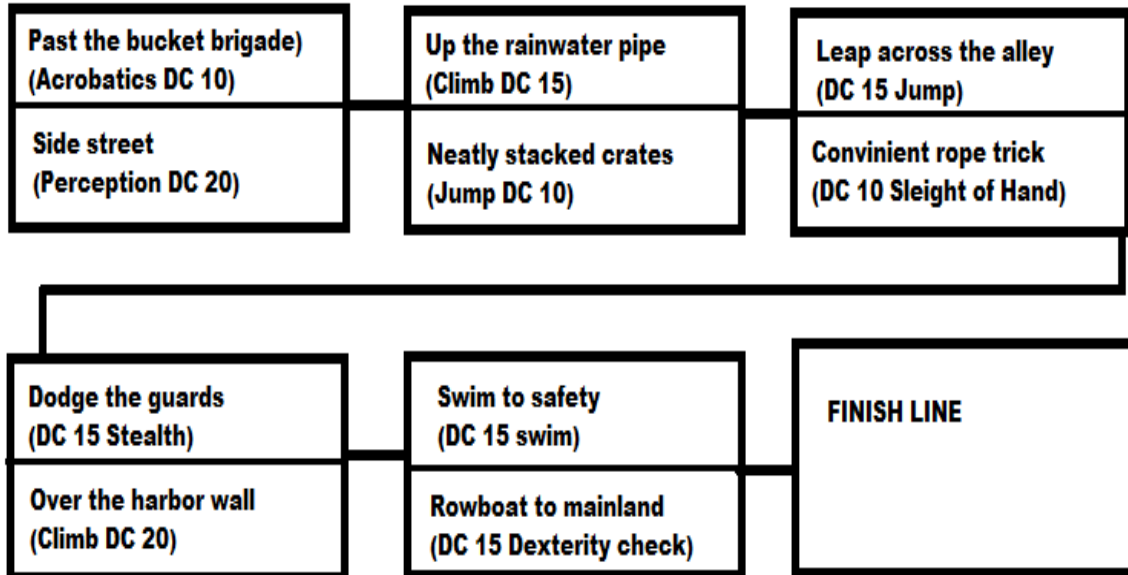 Past the bucket brigade)
(Acrobatics DC 10)
Side street
(Perception DC 20)
Up the rainwater pipe
(Climb DC 15)
Neatly stacked crates
(Jump DC 10)
Leap across the alley
(DC 15 Jump)
Convinient rope trick
(DC 10 Sleight of Hand)
Dodge the guards
(DC 15 Stealth)
Over the harbor wall
(Climb DC 20)
Swim to safety
(DC 15 swim)
Rowboat to mainland
(DC 15 Dexterity check)
FINISH LINE